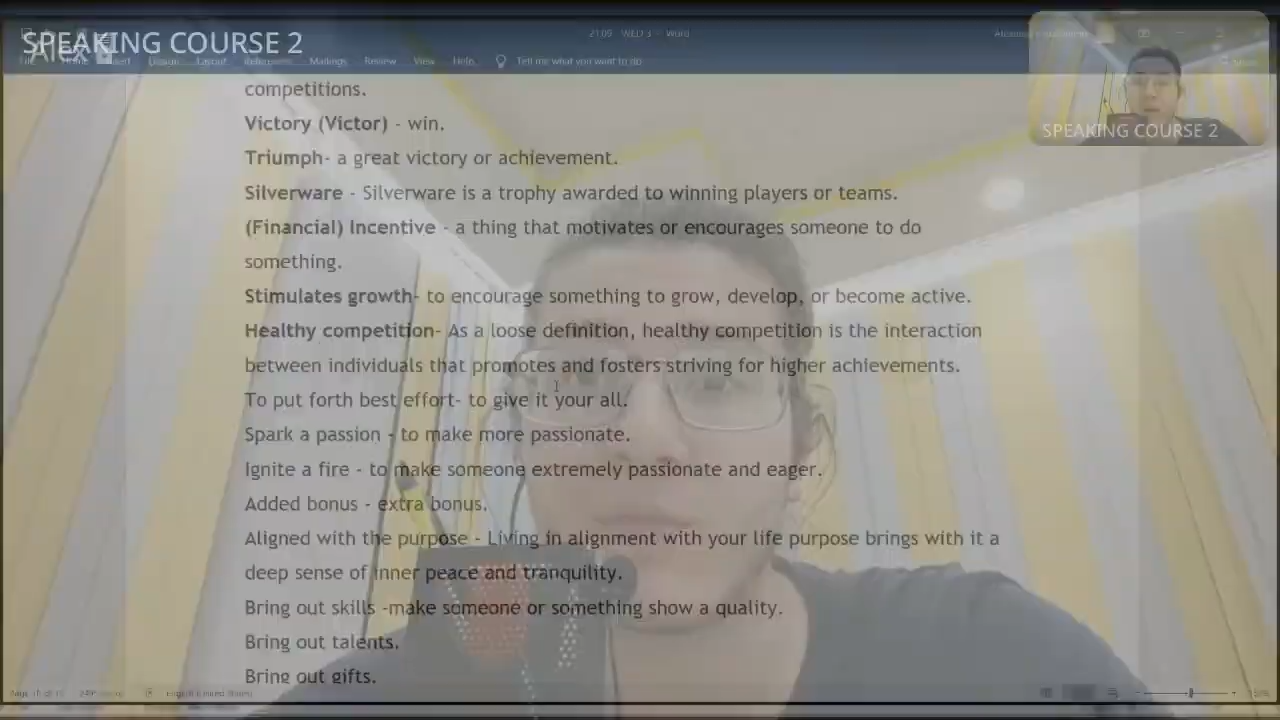 SPEAKING COURSE 2
Alex
21:09 WED 3 - Word
File Home Insert Design Layout References Mailings Review View Help Tell me what you want to do
SPEAKING COURSE 2
competitions.
Victory (Victor) - win.
Triumph- a great victory or achievement.
Silverware - Silverware is a trophy awarded to winning players or teams.
(Financial) Incentive - a thing that motivates or encourages someone to do
something.
Stimulates growth- to encourage something to grow, develop, or become active.
Healthy competition- As a loose definition, healthy competition is the interaction
between individuals that promotes and fosters striving for higher achievements.
To put forth best effort- to give it your all.
Spark a passion - to make more passionate.
Ignite a fire - to make someone extremely passionate and eager.
Added bonus - extra bonus.
Aligned with the purpose - Living in alignment with your life purpose brings with it a
deep sense of inner peace and tranquility.
Bring out skills -make someone or something show a quality.
Bring out talents.
Bring out gifts.